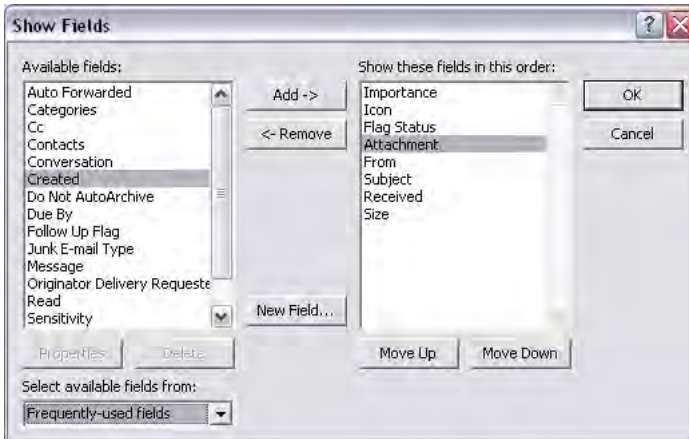 Show Fields
Available fields:
Auto Forwarded
Categories
Cc
Contacts
Conversation
Created
Do Not AutoArchive
Due By
Follow Up Flag
Junk E-mail Type
Message
Originator Delivery Requeste
Read
Sensitivity
Properties
Delete
Select available fields from:
Frequently-used fields
Add ->
<- Remove
New Field...
Show these fields in this order:
Importance
Icon
Flag Status
Attachment
From
Subject
Received
Size
Move Up
Move Down
OK
Cancel